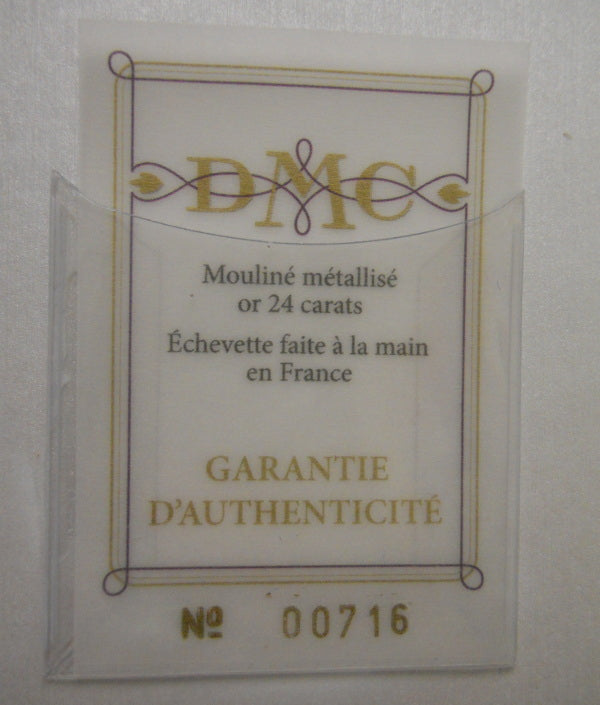 DMC
Mouliné métallisé
or 24 carats
Échevette faite à la main
en France
GARANTIE
D'AUTHENTICITÉ
Nº 00716